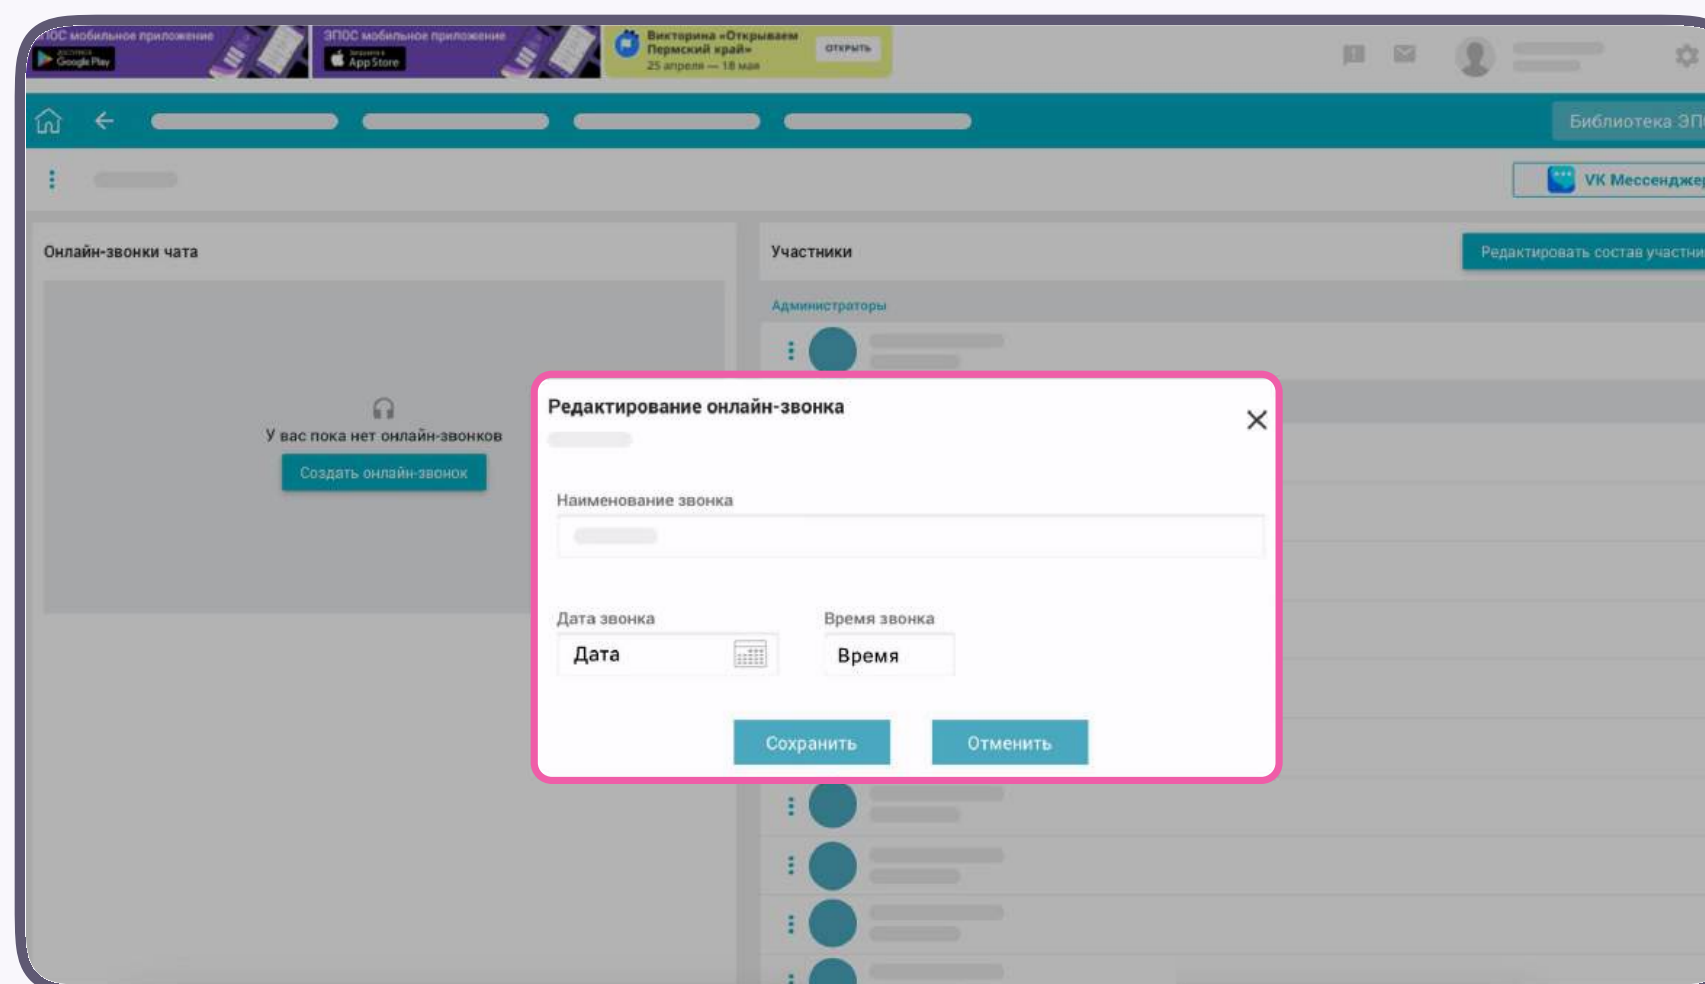 ЭПОС мобильное приложение
Google Play
ЭПОС мобильное приложение
App Store
Викторина «Открываем
Пермский край»
25 апреля — 18 мая
ОТКРЫТЬ
Библиотека ЭП
VK Мессенджер
Онлайн-звонки чата
Участники
Редактировать состав участни
Администраторы
У вас пока нет онлайн-звонков
Создать онлайн-звонок
Редактирование онлайн-звонка
Наименование звонка
Дата звонка
Время звонка
Дата
Время
Сохранить
Отменить